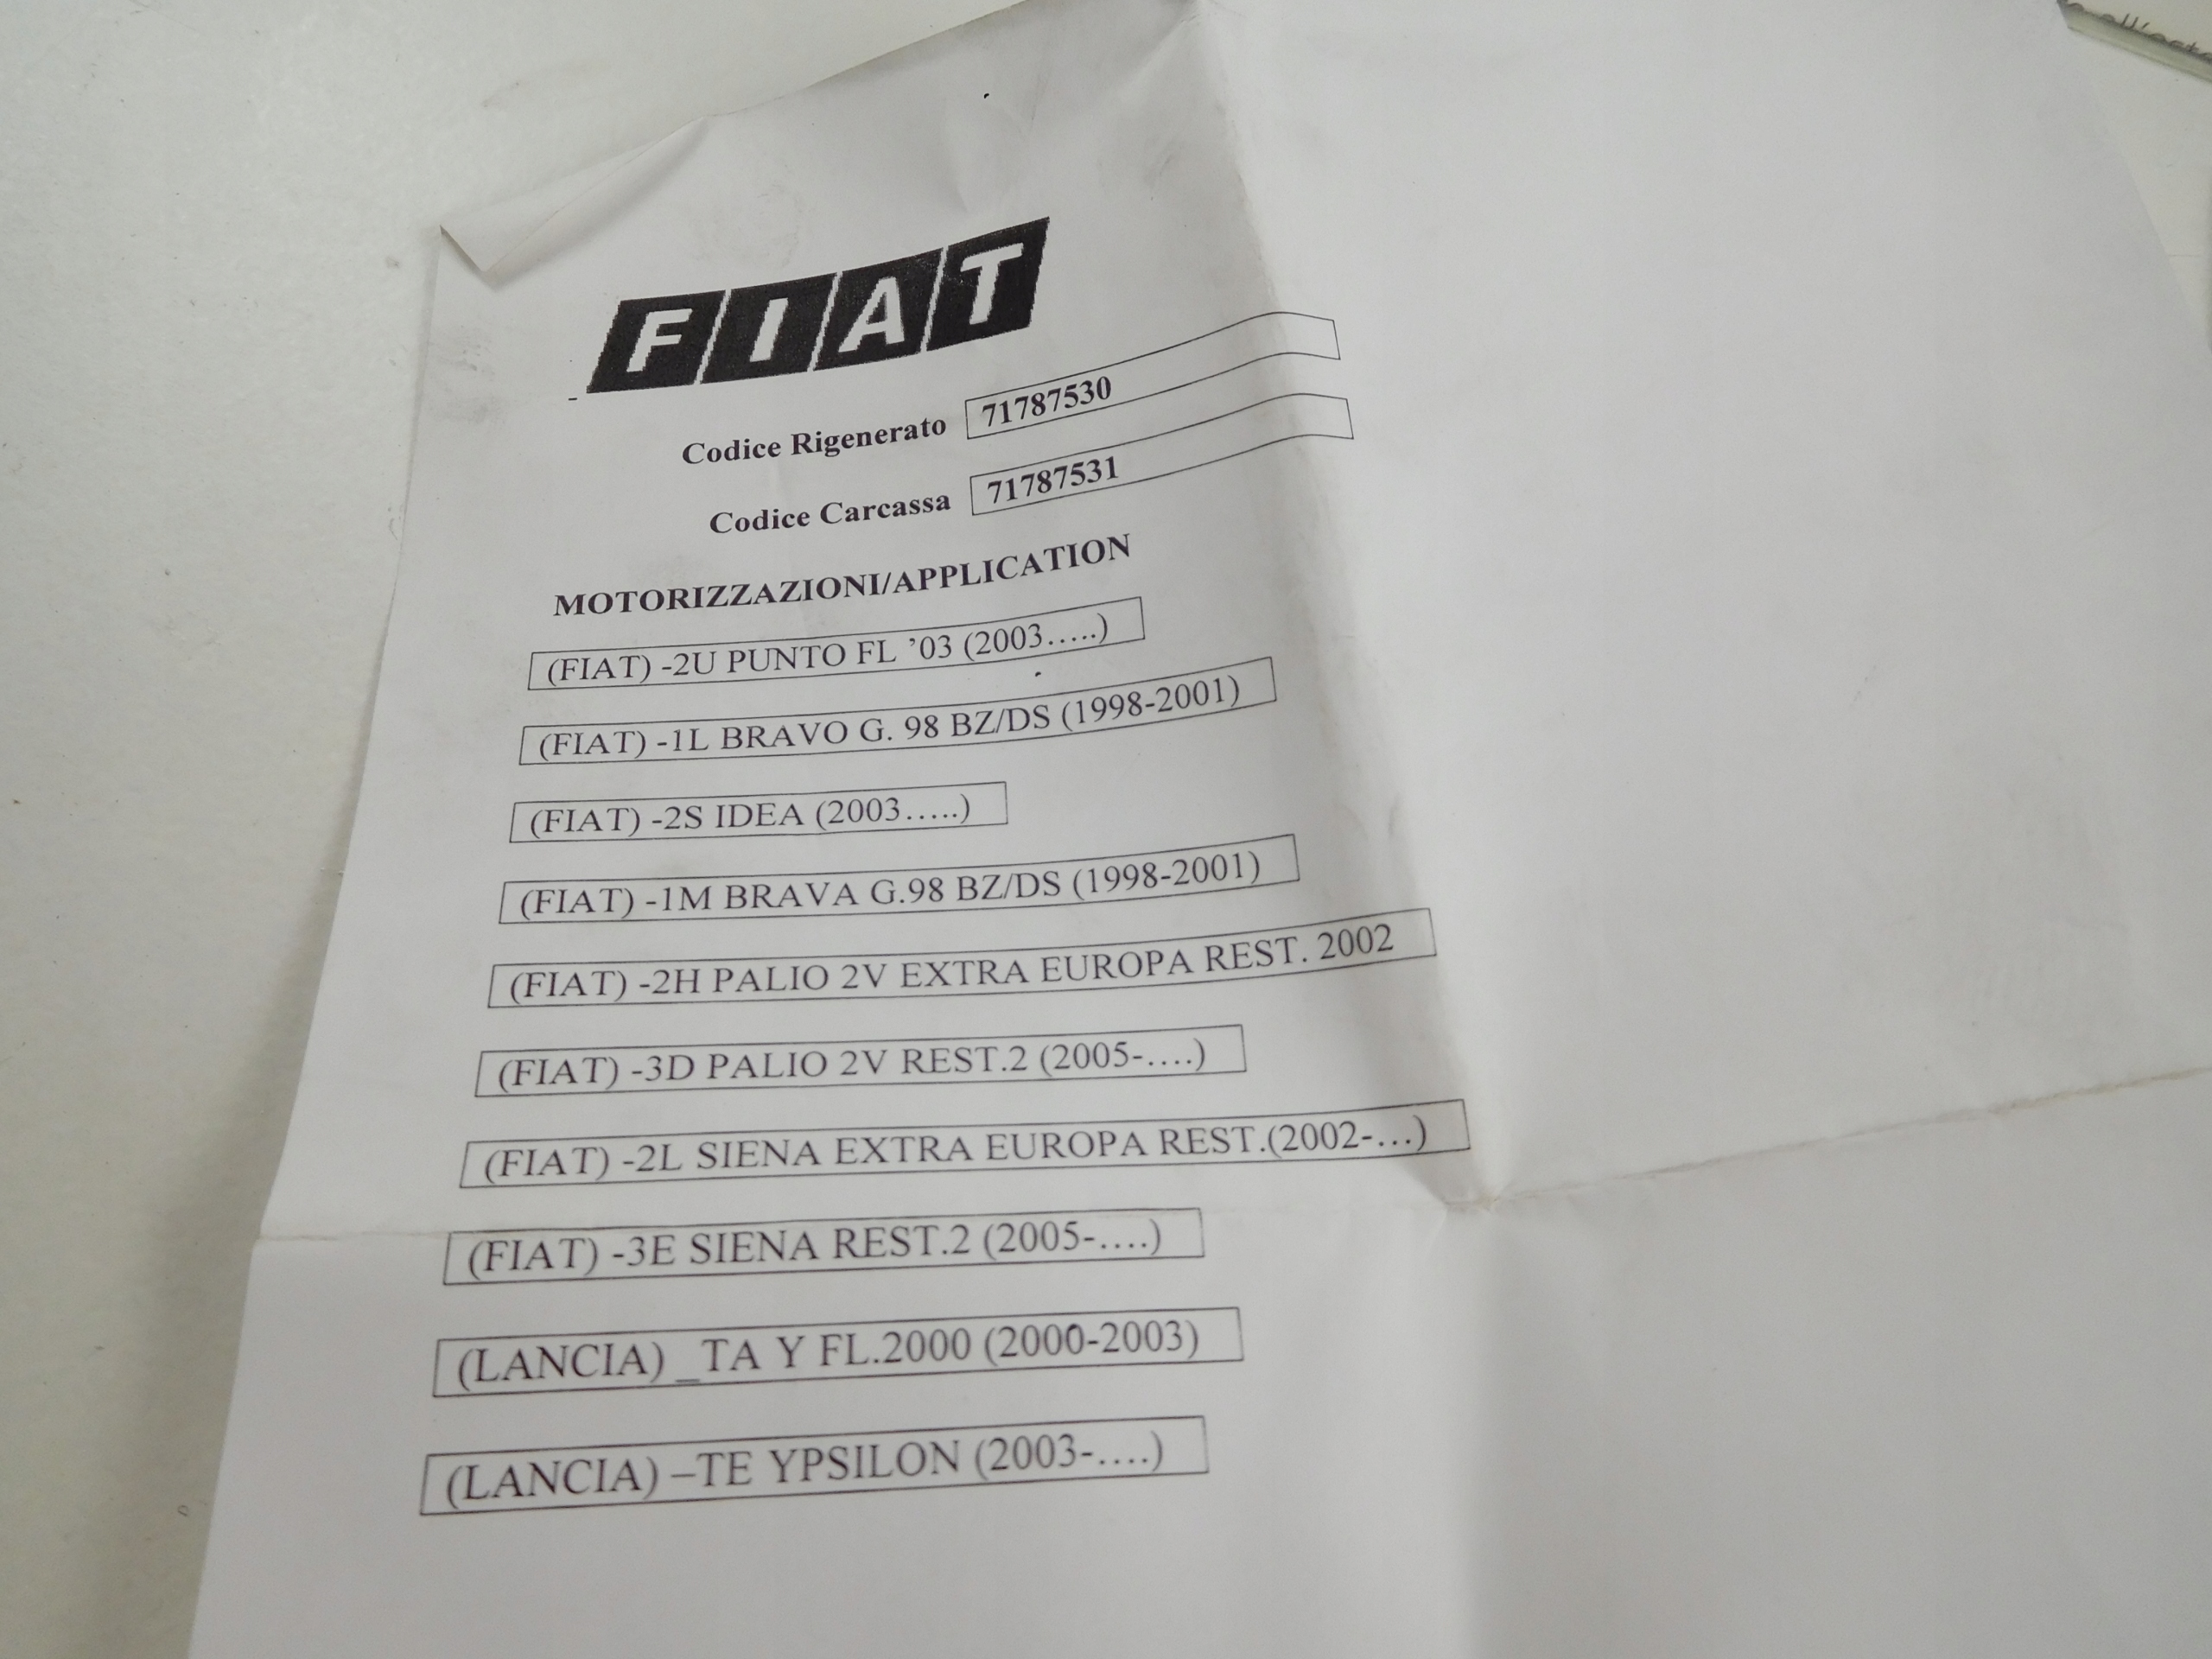 FIAT
Codice Rigenerato 71787530
Codice Carcassa 71787531
MOTORIZZAZIONI/APPLICATION
(FIAT) -2U PUNTO FL ’03 (2003…..)
(FIAT) -1L BRAVO G. 98 BZ/DS (1998-2001)
(FIAT) -2S IDEA (2003…..)
(FIAT) -1M BRAVA G.98 BZ/DS (1998-2001)
(FIAT) -2H PALIO 2V EXTRA EUROPA REST. 2002
(FIAT) -3D PALIO 2V REST.2 (2005-….)
(FIAT) -2L SIENA EXTRA EUROPA REST.(2002-…)
(FIAT) -3E SIENA REST.2 (2005-….)
(LANCIA) _TA Y FL.2000 (2000-2003)
(LANCIA) –TE YPSILON (2003-….)